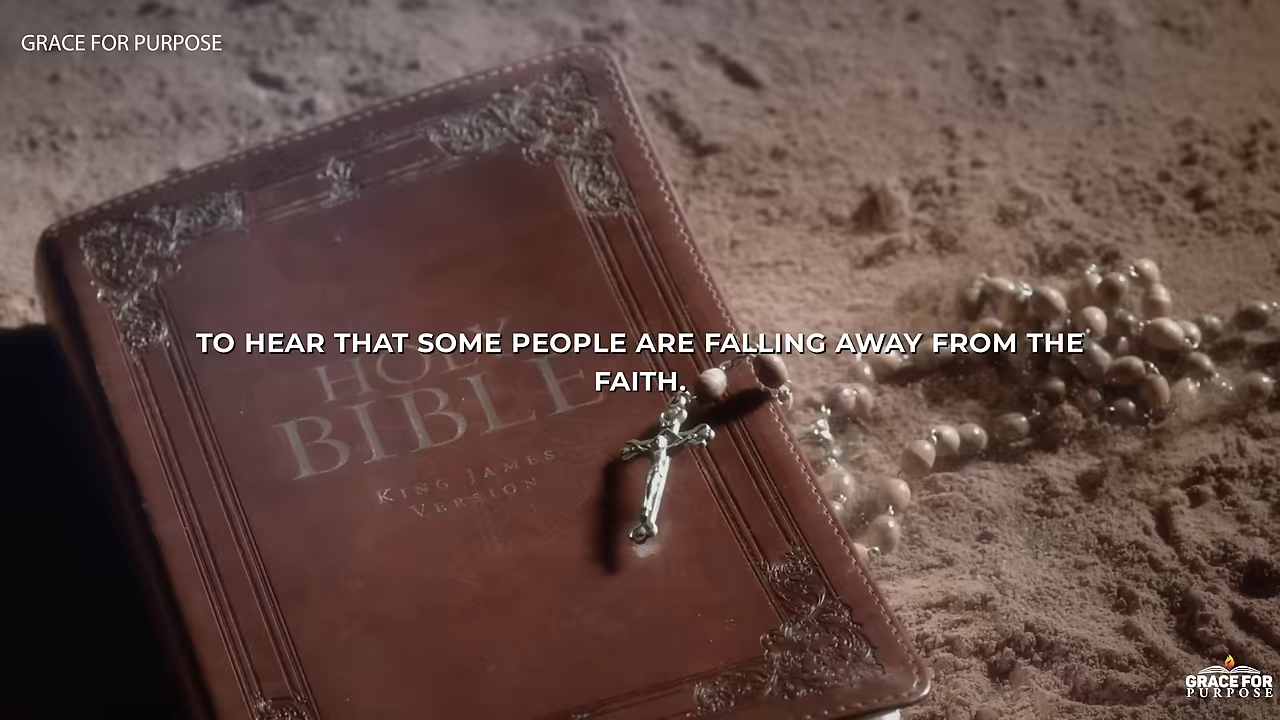 GRACE FOR PURPOSE
TO HEAR THAT SOME PEOPLE ARE FALLING AWAY FROM THE
FAITH.
HOLY
BIBLE
KING JAMES
VERSION
GRACE FOR
PURPOSE